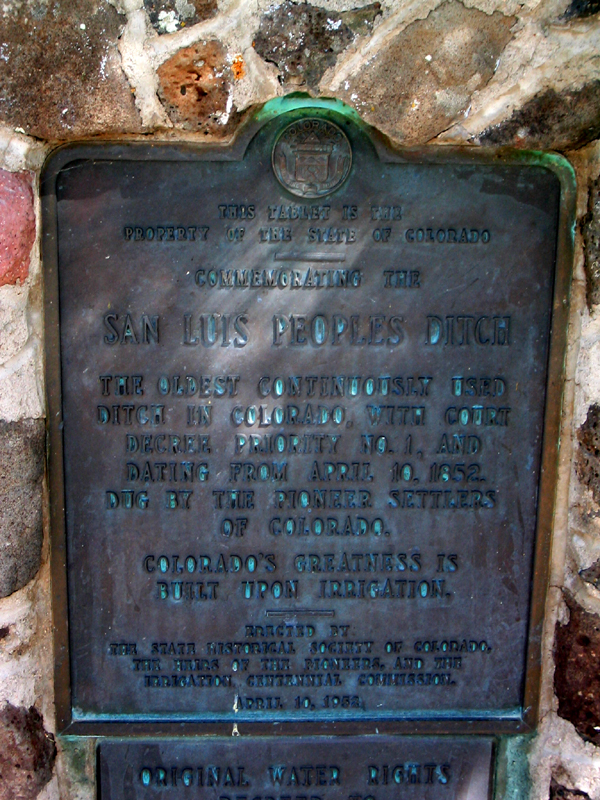 THIS TABLET IS THE
PROPERTY OF THE STATE OF COLORADO
COMMEMORATING THE
SAN LUIS PEOPLES DITCH
THE OLDEST CONTINUOUSLY USED
DITCH IN COLORADO, WITH COURT
DECREE PRIORITY NO. 1, AND
DATING FROM APRIL 10, 1852.
DUG BY THE PIONEER SETTLERS
OF COLORADO.
COLORADO'S GREATNESS IS
BUILT UPON IRRIGATION.
ERECTED BY
THE STATE HISTORICAL SOCIETY OF COLORADO,
THE HEIRS OF THE PIONEERS, AND THE
IRRIGATION CENTENNIAL COMMISSION.
APRIL 10, 1952.
ORIGINAL WATER RIGHTS
DECREED TO